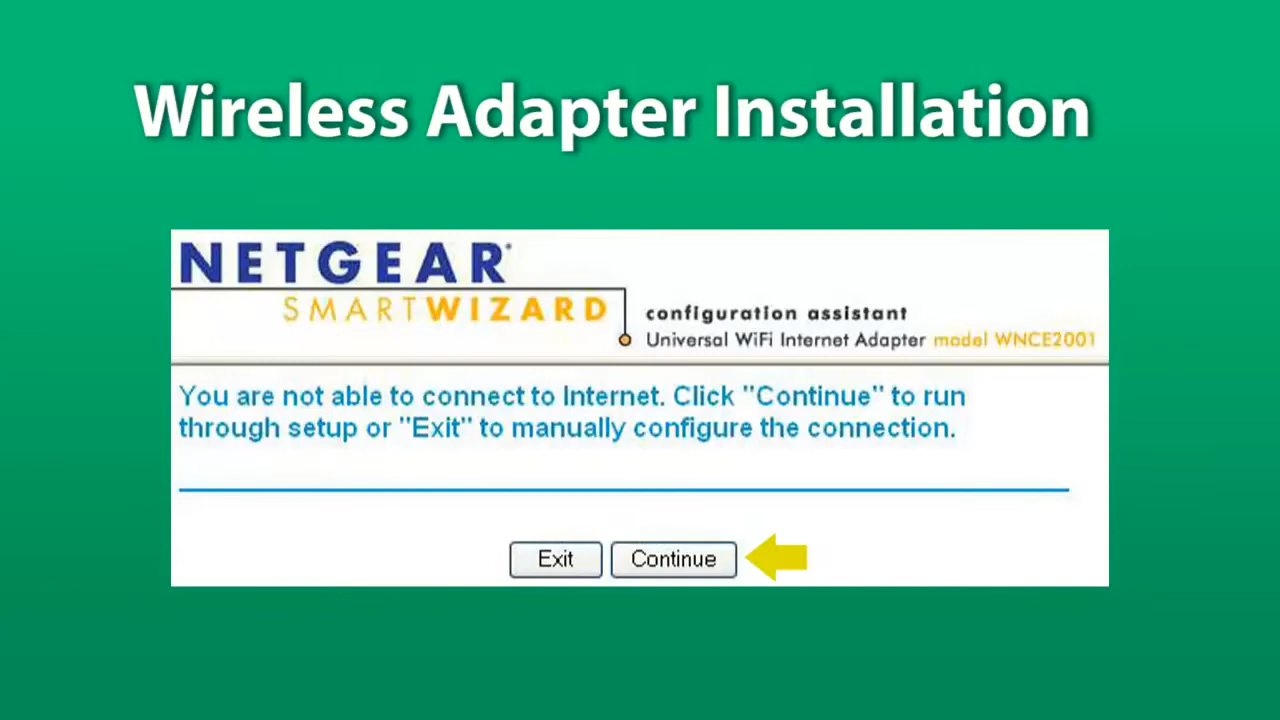 Wireless Adapter Installation
NETGEAR®
SMARTWIZARD
configuration assistant
Universal WiFi Internet Adapter model WNCE2001
You are not able to connect to Internet. Click "Continue" to run
through setup or "Exit" to manually configure the connection.
Exit Continue